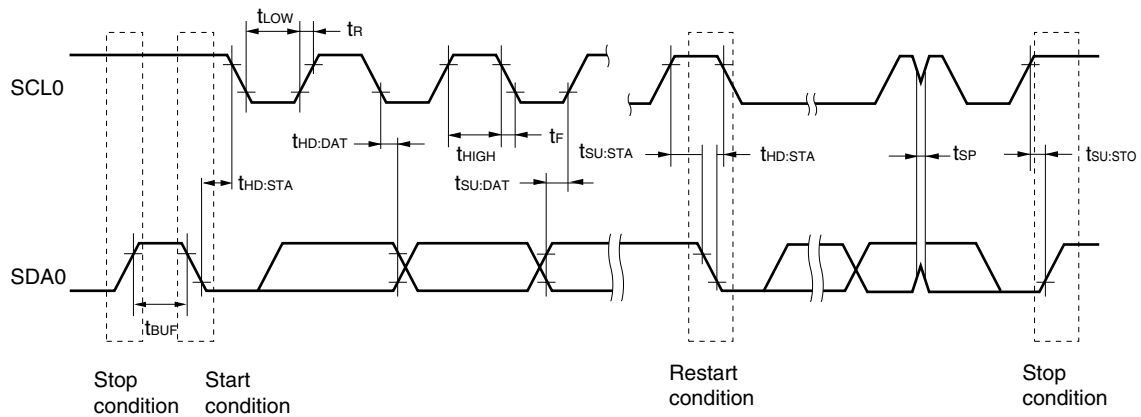 tLOW
tR
SCL0
tHD:DAT
tHIGH
tF
tSU:STA
tHD:STA
tSP
tSU:STO
tHD:STA
tSU:DAT
SDA0
tBUF
Stop
condition
Start
condition
Restart
condition
Stop
condition